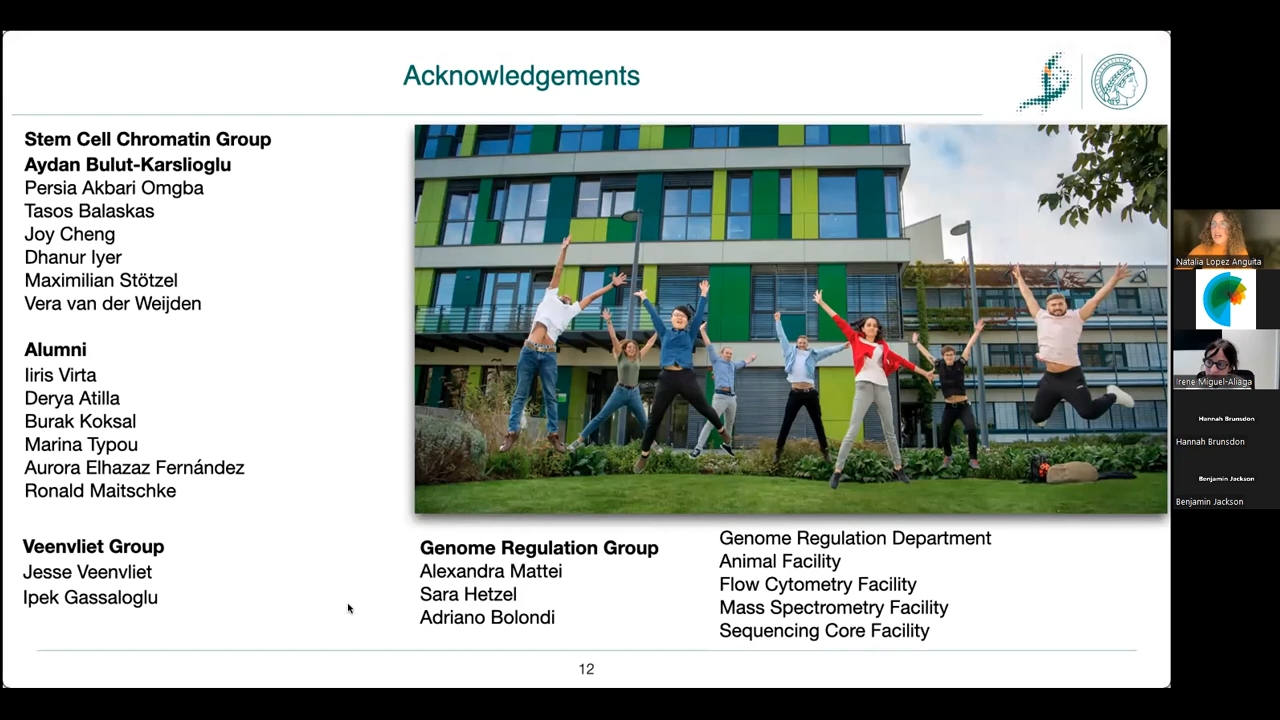 Acknowledgements
Stem Cell Chromatin Group
Aydan Bulut-Karslioglu
Persia Akbari Omgba
Tasos Balaskas
Joy Cheng
Dhanur Iyer
Maximilian Stötzel
Vera van der Weijden
Alumni
Iiris Virta
Derya Atilla
Burak Koksal
Marina Typou
Aurora Elhazaz Fernández
Ronald Maitschke
Veenvliet Group
Jesse Veenvliet
Ipek Gassaloglu
Genome Regulation Group
Alexandra Mattei
Sara Hetzel
Adriano Bolondi
Genome Regulation Department
Animal Facility
Flow Cytometry Facility
Mass Spectrometry Facility
Sequencing Core Facility
12
Natalia Lopez Anguita
Irene Miguel-Aliaga
Hannah Brunsdon
Hannah Brunsdon
Benjamin Jackson
Benjamin Jackson